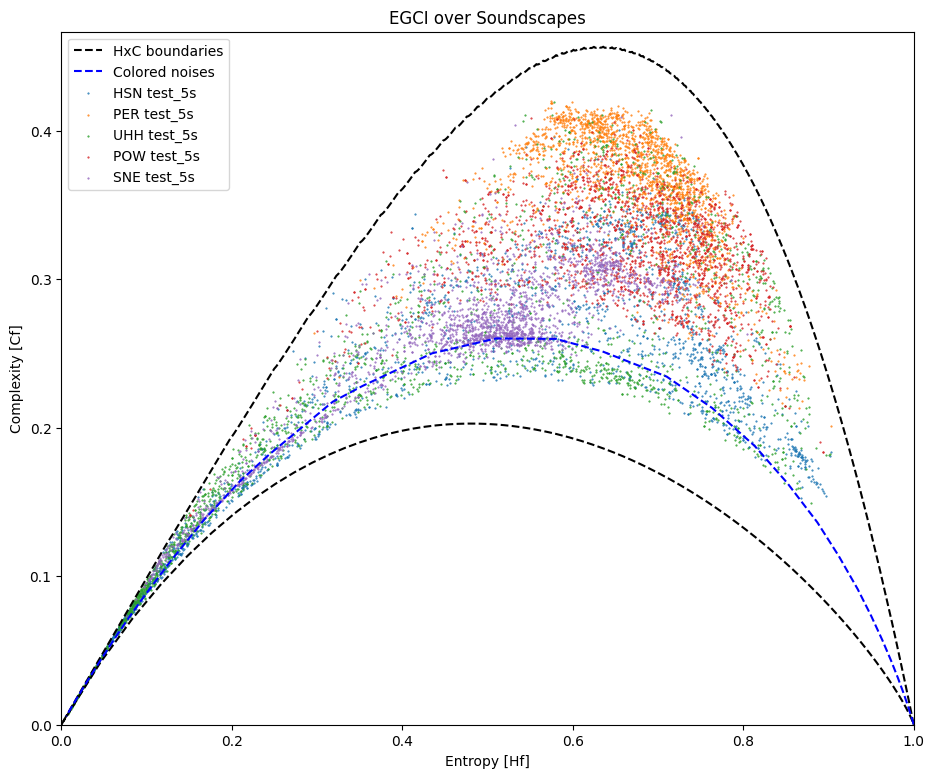 EGCI over Soundscapes
HxC boundaries
Colored noises
HSN test_5s
PER test_5s
UHH test_5s
POW test_5s
SNE test_5s
Complexity [Cf]
0.4
0.3
0.2
0.1
0.0
0.0 0.2 0.4 0.6 0.8 1.0
Entropy [Hf]